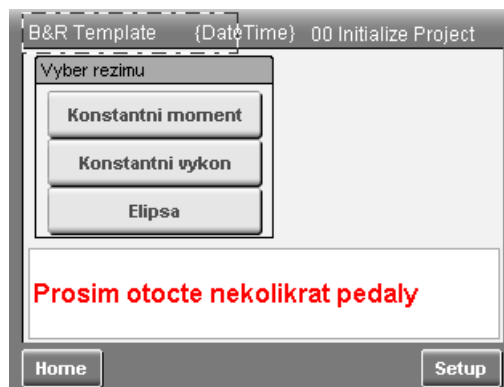 B&R Template {DateTime} 00 Initialize Project
Vyber rezimu
Konstantni moment
Konstantni vykon
Elipsa
Prosim otocte nekolikrat pedaly
Home Setup